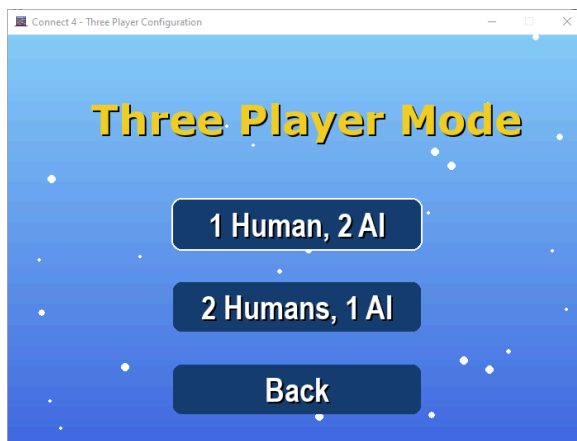 Connect 4 - Three Player Configuration
Three Player Mode
1 Human, 2 AI
2 Humans, 1 AI
Back